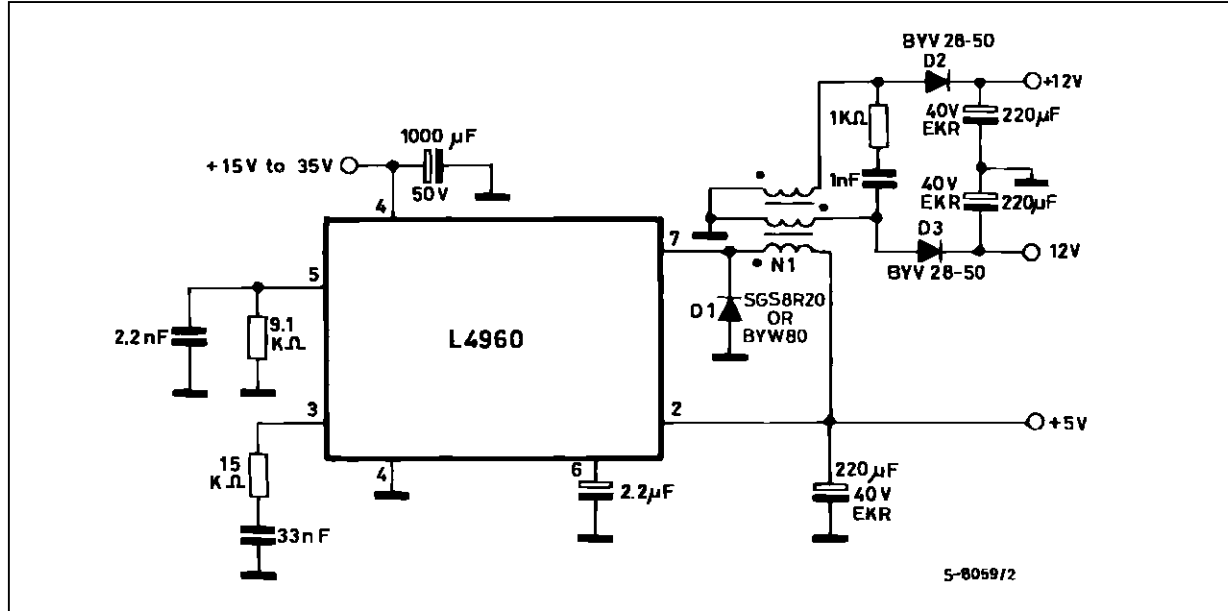 BYV 28-50
D2
+12V
40V
EKR
220µF
1KΩ
1000 µF
50V
+15V to 35V
4
1nF
40V
EKR
220µF
D3
12V
BYV 28-50
7
N1
5
D1
SGS8R20
OR
BYW80
2.2nF
9.1
KΩ
L4960
3
2
+5V
15
KΩ
4
6
2.2µF
220µF
40V
EKR
33nF
S-8059/2